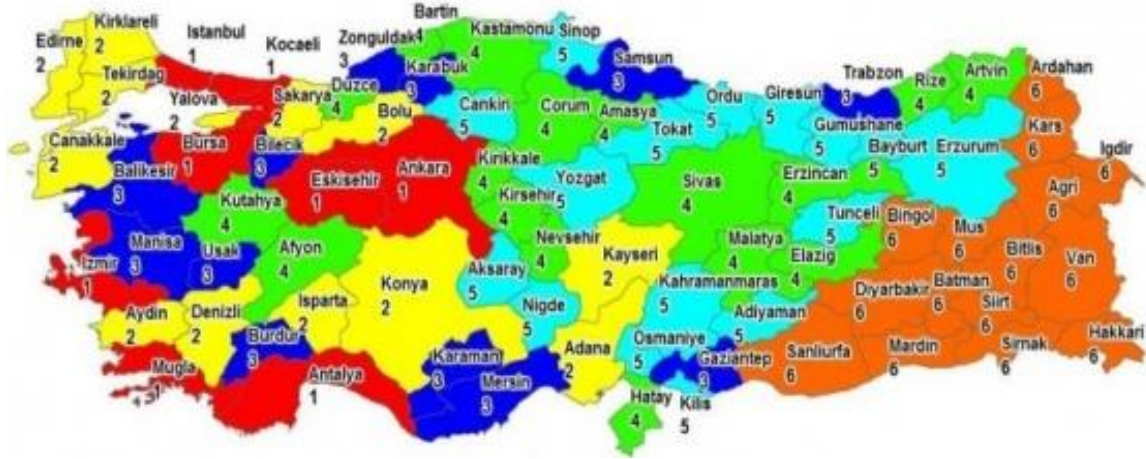 Edirne
2
Kirklareli
2
Tekirdag
2
Istanbul
1
Kocaeli
1
Yalova
2
Sakarya
2
Duzce
4
Zonguldak
3
Bartin
4
Karabuk
3
Kastamonu
4
Sinop
5
Samsun
3
Bolu
2
Cankiri
5
Corum
4
Amasya
4
Tokat
5
Ordu
5
Giresun
5
Trabzon
3
Rize
4
Artvin
4
Ardahan
6
Kars
6
Igdir
6
Gumushane
5
Bayburt
5
Erzurum
5
Agri
6
Canakkale
2
Balikesir
3
Bursa
1
Bilecik
3
Eskisehir
1
Ankara
1
Kirikkale
4
Kirsehir
4
Yozgat
5
Sivas
4
Erzincan
4
Tunceli
5
Bingol
6
Mus
6
Bitlis
6
Van
6
Kutahya
4
Manisa
3
Usak
3
Afyon
4
Izmir
1
Konya
2
Aksaray
5
Nevsehir
4
Kayseri
2
Malatya
4
Elazig
4
Diyarbakir
6
Batman
6
Siirt
6
Sirnak
6
Hakkari
6
Aydin
2
Denizli
2
Isparta
2
Burdur
3
Nigde
5
Kahramanmaras
5
Adiyaman
5
Sanliurfa
6
Mardin
6
Mugla
1
Antalya
1
Karaman
3
Mersin
3
Adana
2
Osmaniye
5
Gaziantep
3
Hatay
4
Kilis
5